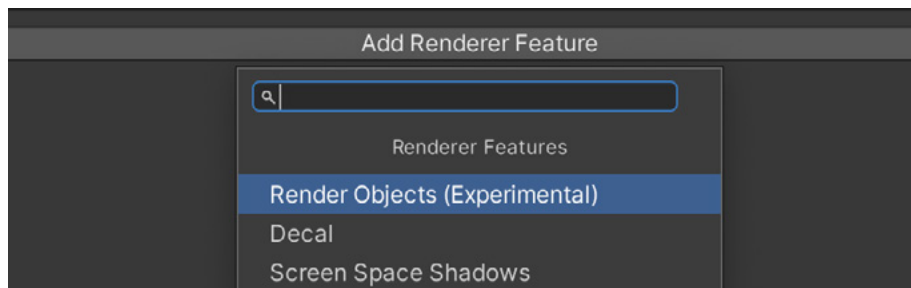 Add Renderer Feature
Renderer Features
Render Objects (Experimental)
Decal
Screen Space Shadows